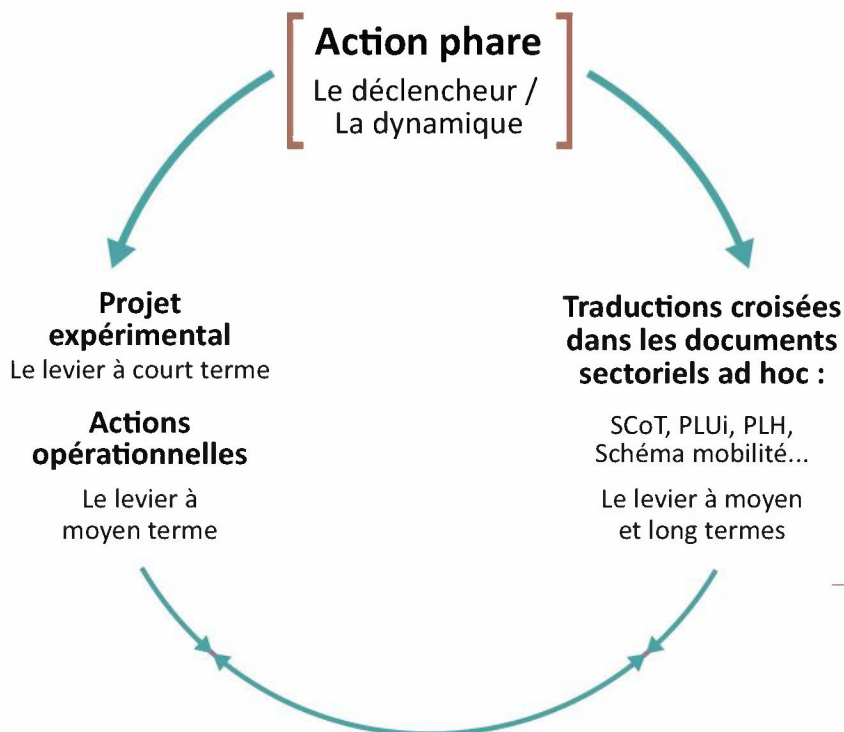 Action phare
Le déclencheur /
La dynamique
Projet
expérimental
Le levier à court terme
Actions
opérationnelles
Le levier à
moyen terme
Traductions croisées
dans les documents
sectoriels ad hoc :
SCoT, PLUi, PLH,
Schéma mobilité...
Le levier à moyen
et long termes